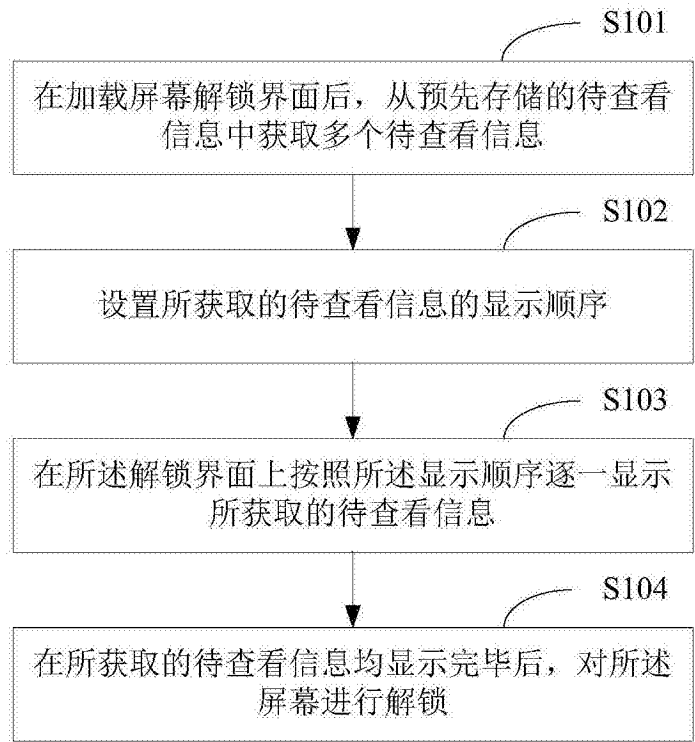 S101
在加载屏幕解锁界面后，从预先存储的待查看
信息中获取多个待查看信息
S102
设置所获取的待查看信息的显示顺序
S103
在所述解锁界面上按照所述显示顺序逐一显示
所获取的待查看信息
S104
在所获取的待查看信息均显示完毕后，对所述
屏幕进行解锁